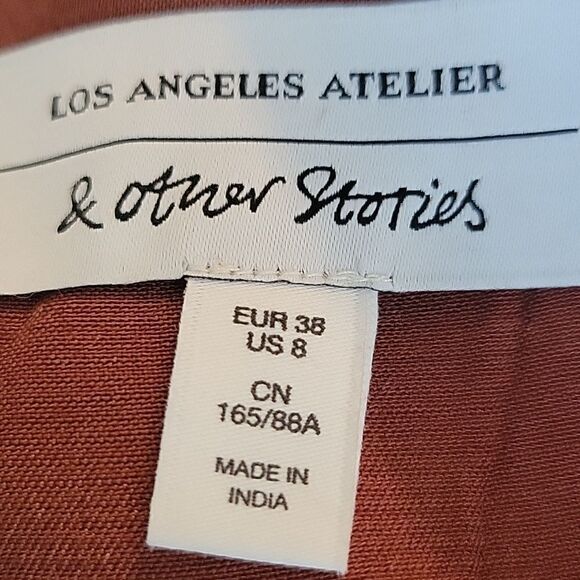 LOS ANGELES ATELIER
& other Stories
EUR 38
US 8
CN
165/88A
MADE IN
INDIA